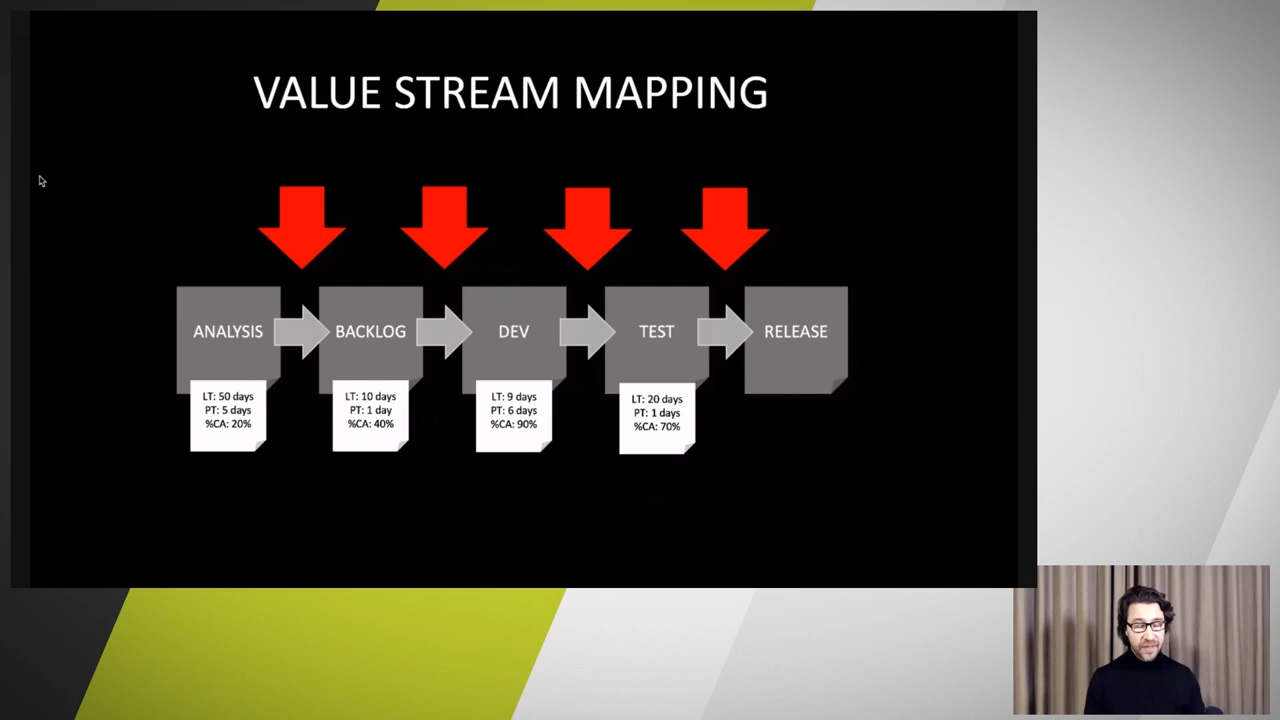 VALUE STREAM MAPPING
ANALYSIS
BACKLOG
DEV
TEST
RELEASE
LT: 50 days
PT: 5 days
%CA: 20%
LT: 10 days
PT: 1 day
%CA: 40%
LT: 9 days
PT: 6 days
%CA: 90%
LT: 20 days
PT: 1 days
%CA: 70%